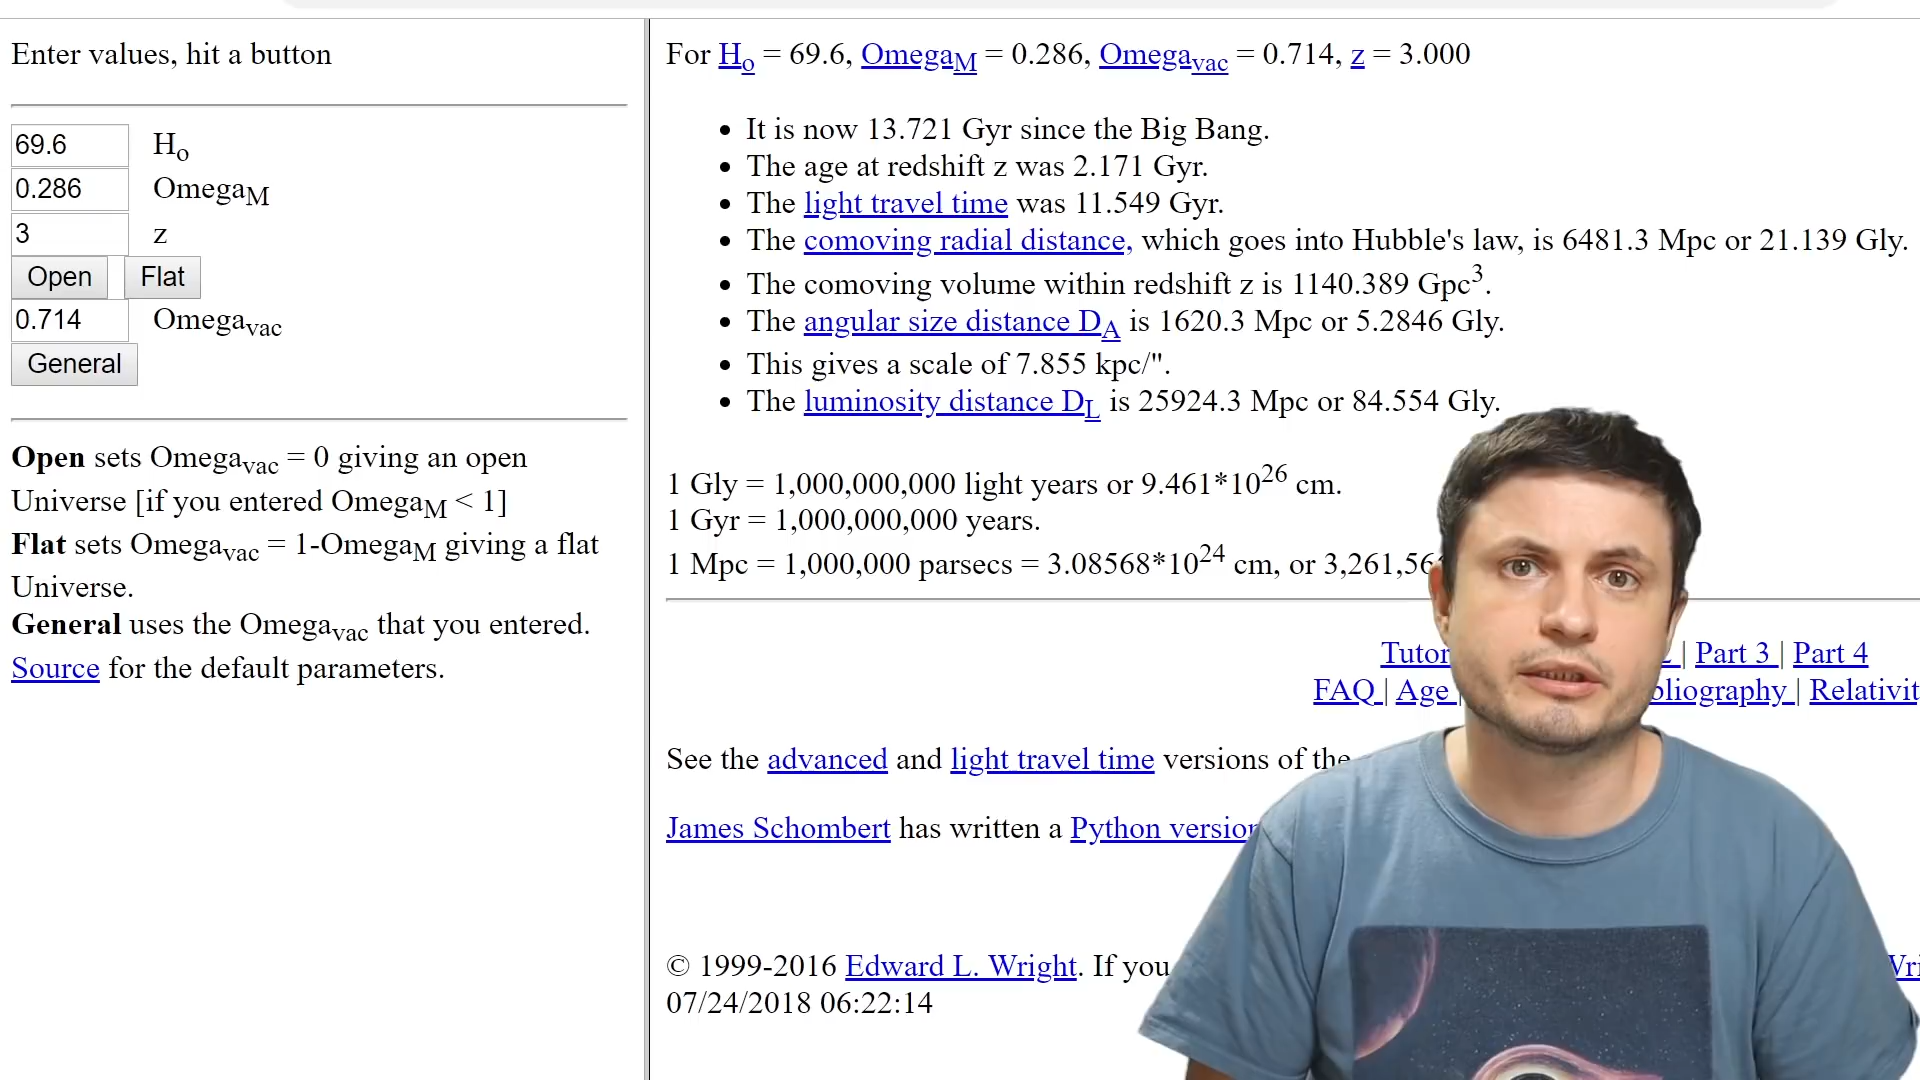 Enter values, hit a button
69.6 Ho
0.286 OmegaM
3 z
Open Flat
0.714 Omegavac
General
Open sets Omegavac = 0 giving an open
Universe [if you entered OmegaM < 1]
Flat sets Omegavac = 1-OmegaM giving a flat
Universe.
General uses the Omegavac that you entered.
Source for the default parameters.
For Ho = 69.6, OmegaM = 0.286, Omegavac = 0.714, z = 3.000
• It is now 13.721 Gyr since the Big Bang.
• The age at redshift z was 2.171 Gyr.
• The light travel time was 11.549 Gyr.
• The comoving radial distance, which goes into Hubble's law, is 6481.3 Mpc or 21.139 Gly.
• The comoving volume within redshift z is 1140.389 Gpc3.
• The angular size distance DA is 1620.3 Mpc or 5.2846 Gly.
• This gives a scale of 7.855 kpc/".
• The luminosity distance DL is 25924.3 Mpc or 84.554 Gly.
1 Gly = 1,000,000,000 light years or 9.461*1026 cm.
1 Gyr = 1,000,000,000 years.
1 Mpc = 1,000,000 parsecs = 3.08568*1024 cm, or
| Part 3 | Part 4
FAQ | Age | Relativit
See the advanced and light travel time versions of the
James Schombert has written a Python version
© 1999-2016 Edward L. Wright. If you
07/24/2018 06:22:14